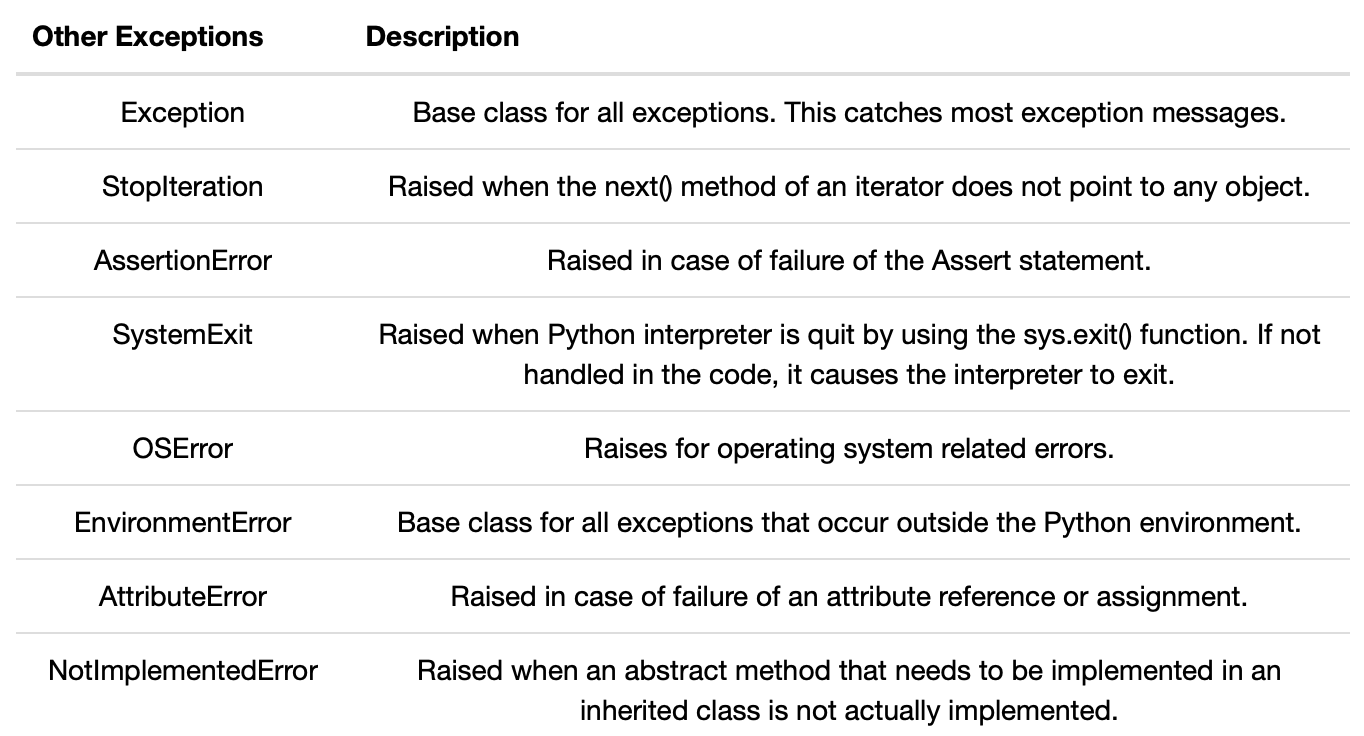 Other Exceptions Description
Exception Base class for all exceptions. This catches most exception messages.
StopIteration Raised when the next() method of an iterator does not point to any object.
AssertionError Raised in case of failure of the Assert statement.
SystemExit Raised when Python interpreter is quit by using the sys.exit() function. If not
handled in the code, it causes the interpreter to exit.
OSError Raises for operating system related errors.
EnvironmentError Base class for all exceptions that occur outside the Python environment.
AttributeError Raised in case of failure of an attribute reference or assignment.
NotImplementedError Raised when an abstract method that needs to be implemented in an
inherited class is not actually implemented.